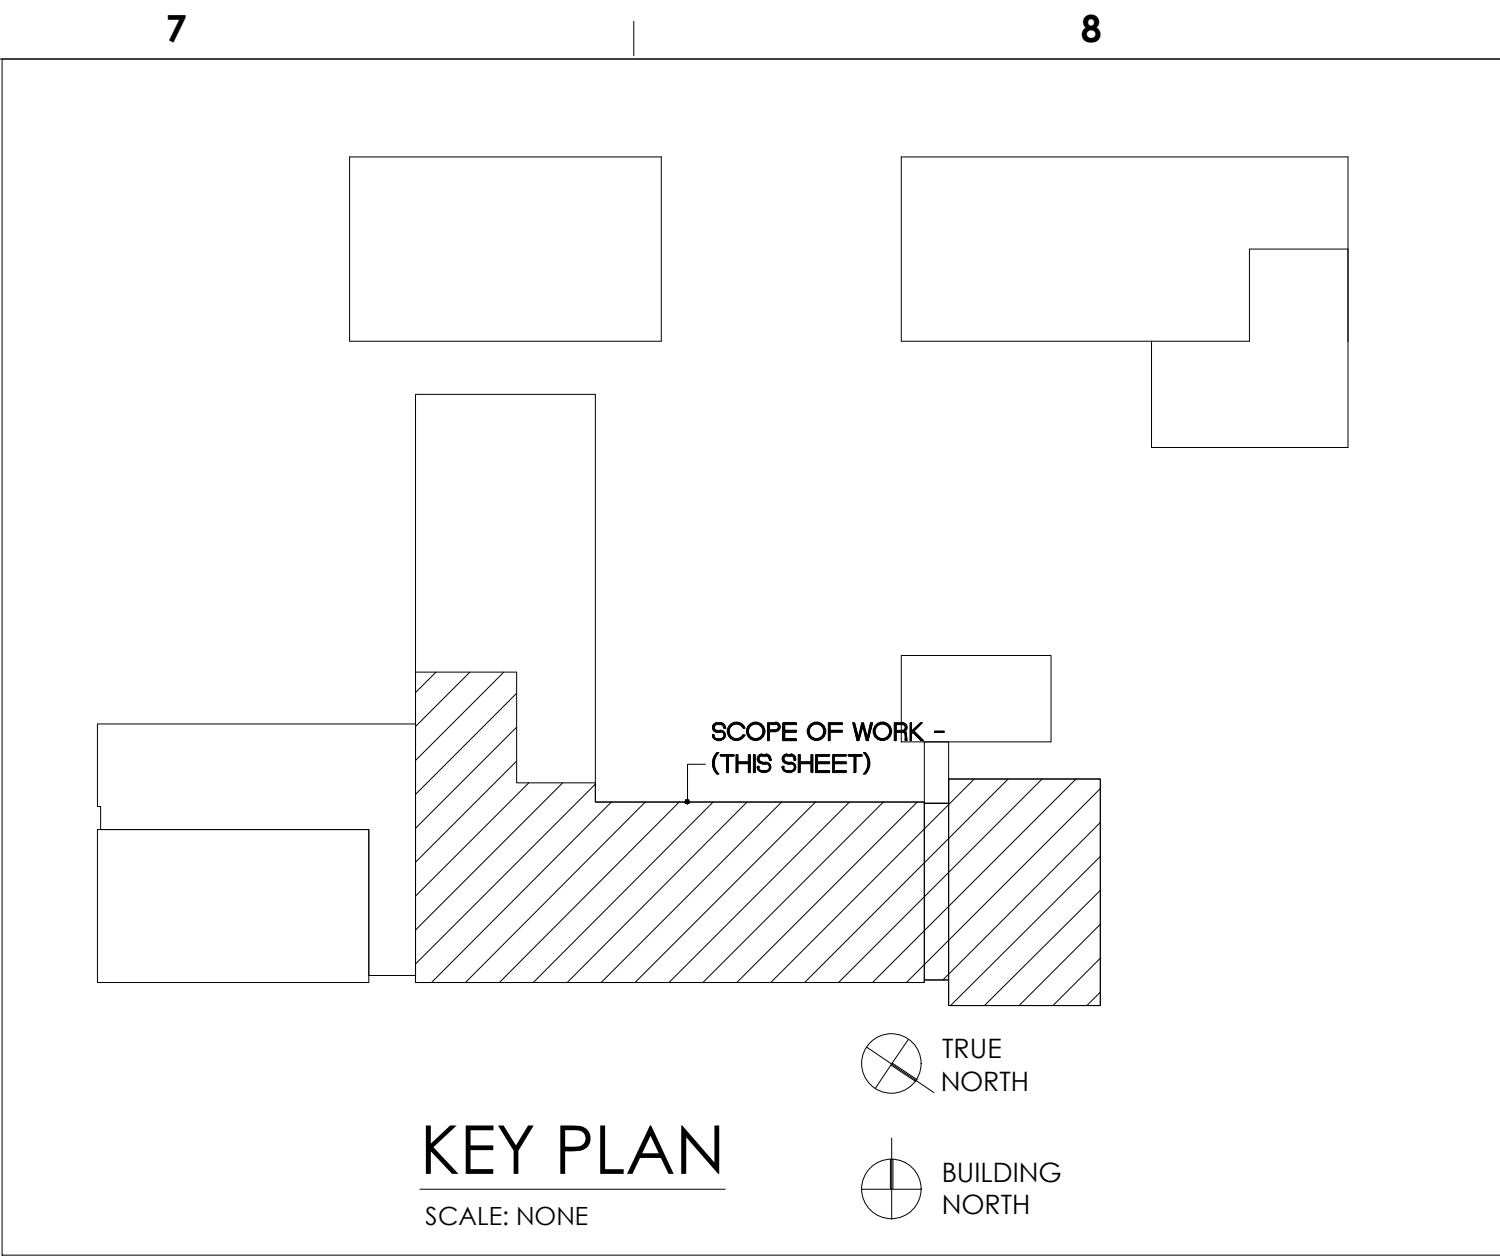 7
8
SCOPE OF WORK -
(THIS SHEET)
TRUE
NORTH
KEY PLAN
SCALE: NONE
BUILDING
NORTH